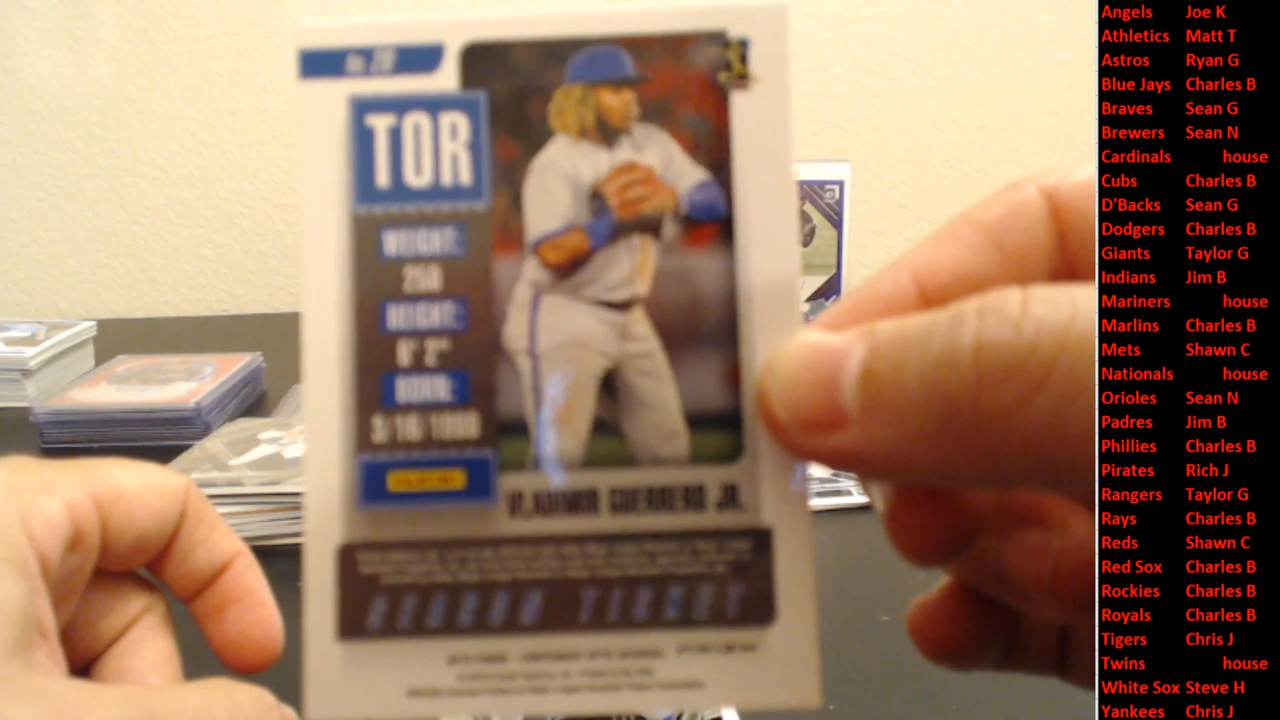 No. 20
TOR
WEIGHT:
250
HEIGHT:
6' 2"
BORN:
3/16/1999
PANINI
VLADIMIR GUERRERO JR.
SEASON TICKET
Angels Joe K
Athletics Matt T
Astros Ryan G
Blue Jays Charles B
Braves Sean G
Brewers Sean N
Cardinals house
Cubs Charles B
D'Backs Sean G
Dodgers Charles B
Giants Taylor G
Indians Jim B
Mariners house
Marlins Charles B
Mets Shawn C
Nationals house
Orioles Sean N
Padres Jim B
Phillies Charles B
Pirates Rich J
Rangers Taylor G
Rays Charles B
Reds Shawn C
Red Sox Charles B
Rockies Charles B
Royals Charles B
Tigers Chris J
Twins house
White Sox Steve H
Yankees Chris J